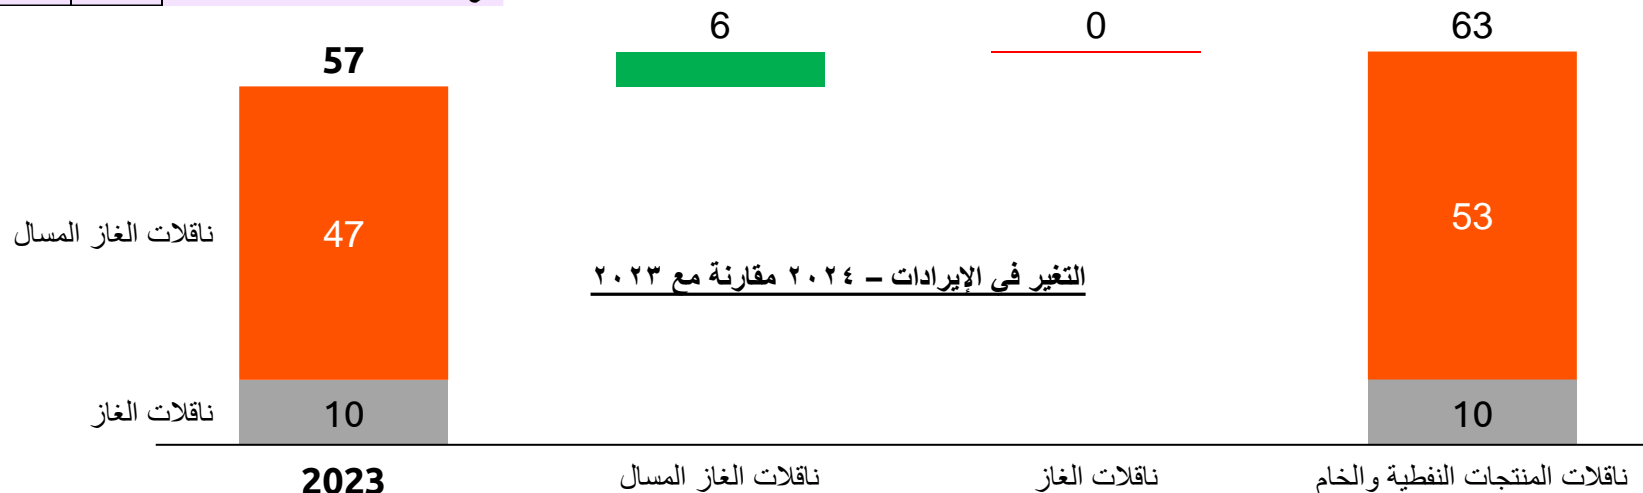 6
0
63
57
ناقلات الغاز المسال
47
53
التغير في الإيرادات – ٢٠٢٤ مقارنة مع ٢٠٢٣
ناقلات الغاز
10
10
2023
ناقلات الغاز المسال
ناقلات الغاز
ناقلات المنتجات النفطية والخام